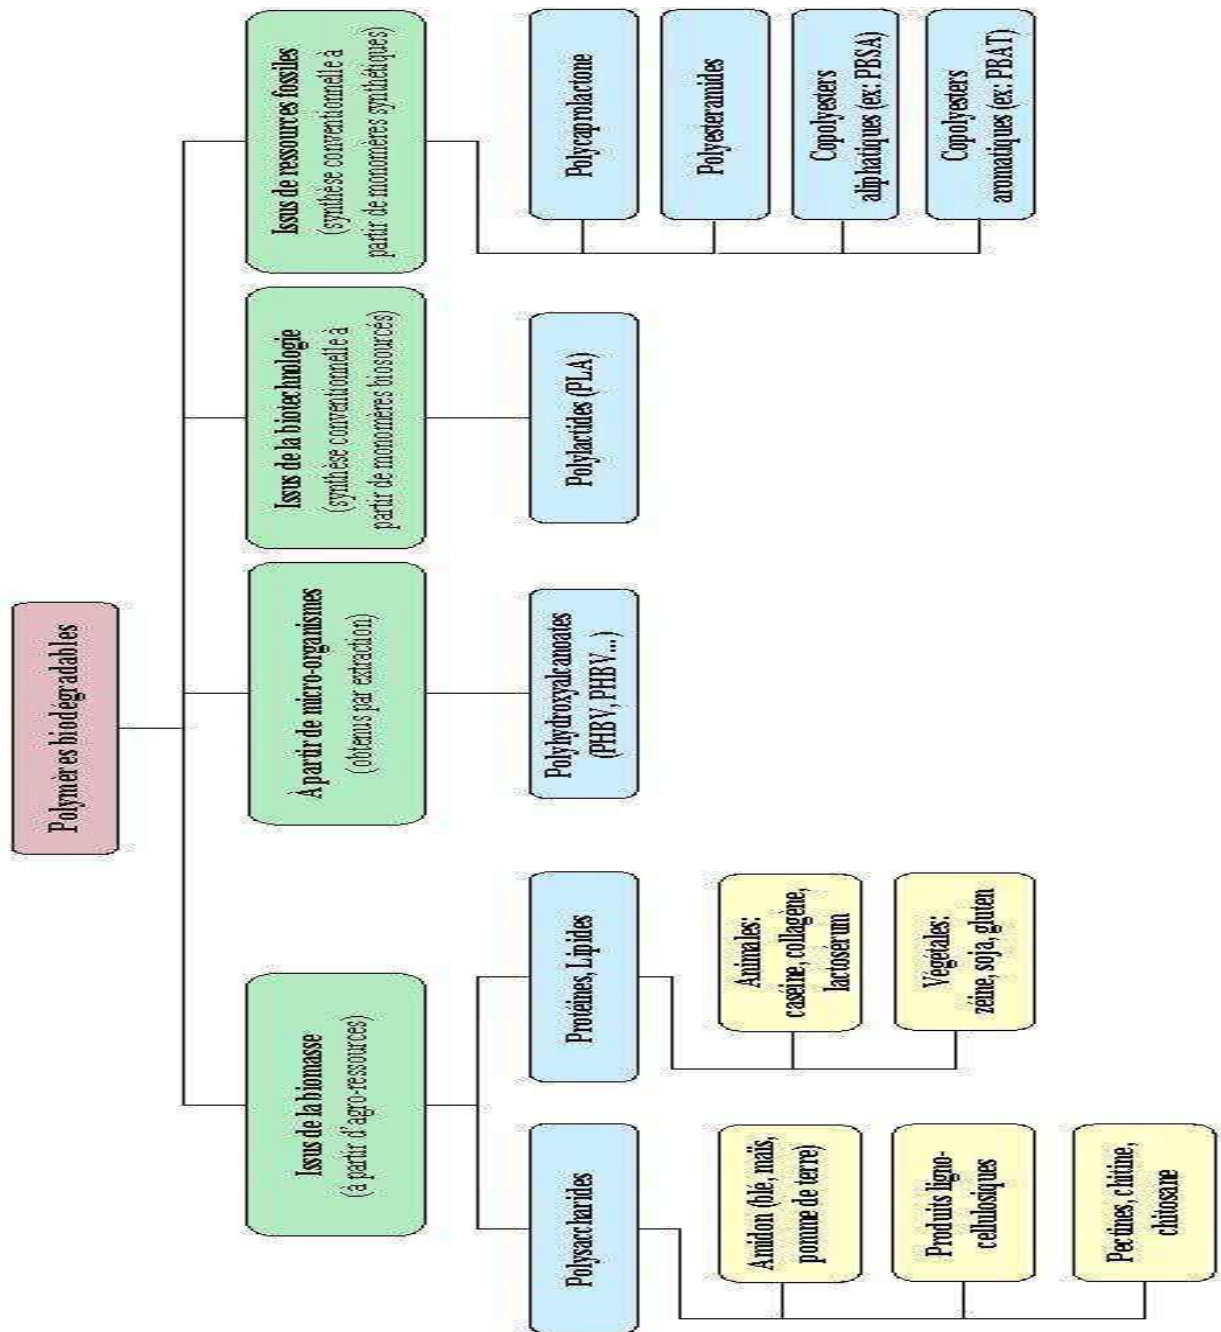 Polymères biodégradables
Issus de la biomasse
(à partir d'agro-ressources)
À partir de micro-organismes
(obtenus par extraction)
Issus de la biotechnologie
(synthèse conventionnelle à
partir de monomères biosourcés)
Issus de ressources fossiles
(synthèse conventionnelle à
partir de monomères synthétiques)
Polysaccharides
Protéines, Lipides
Polyhydroxyalcanoates
(PHBV, PHBV...)
Polylactides (PLA)
Polycaprolactone
Polyesteramides
Copolyesters
aliphatiques (ex: PBSA)
Copolyesters
aromatiques (ex: PBAT)
Amidon (blé, maïs,
pomme de terre)
Produits ligno-
cellulosiques
Pectines, chitine,
chitosane
Animales:
caséine, collagène,
lactosérum
Végétales:
zéine, soja, gluten